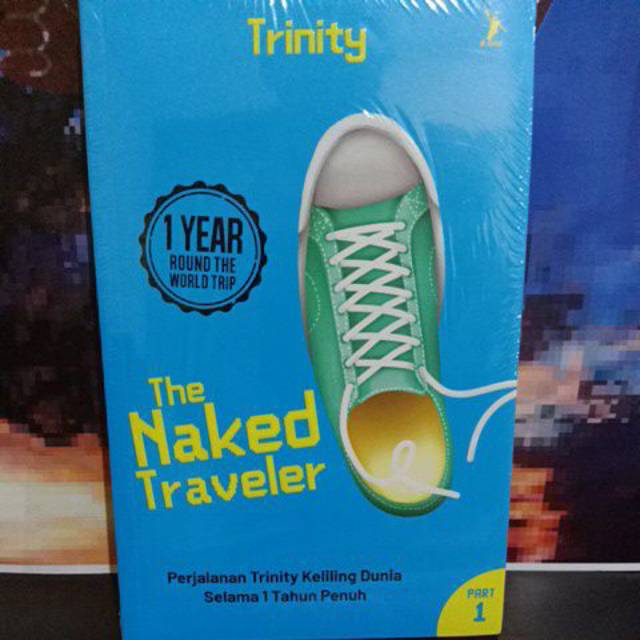 Trinity
1 YEAR
ROUND THE
WORLD TRIP
The
Naked
Traveler
Perjalanan Trinity Keliling Dunia
Selama 1 Tahun Penuh
PART
1